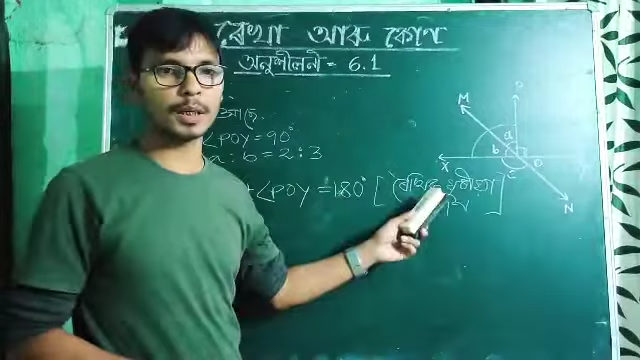 ৰেখা আৰু কোণ
অনুশীলনী = 6.1
আছে,
∠POY = 90°
a : b = 2 : 3
+ ∠POY = 180° [ ৰৈখিক
M
P
a
b
X
O
c
N